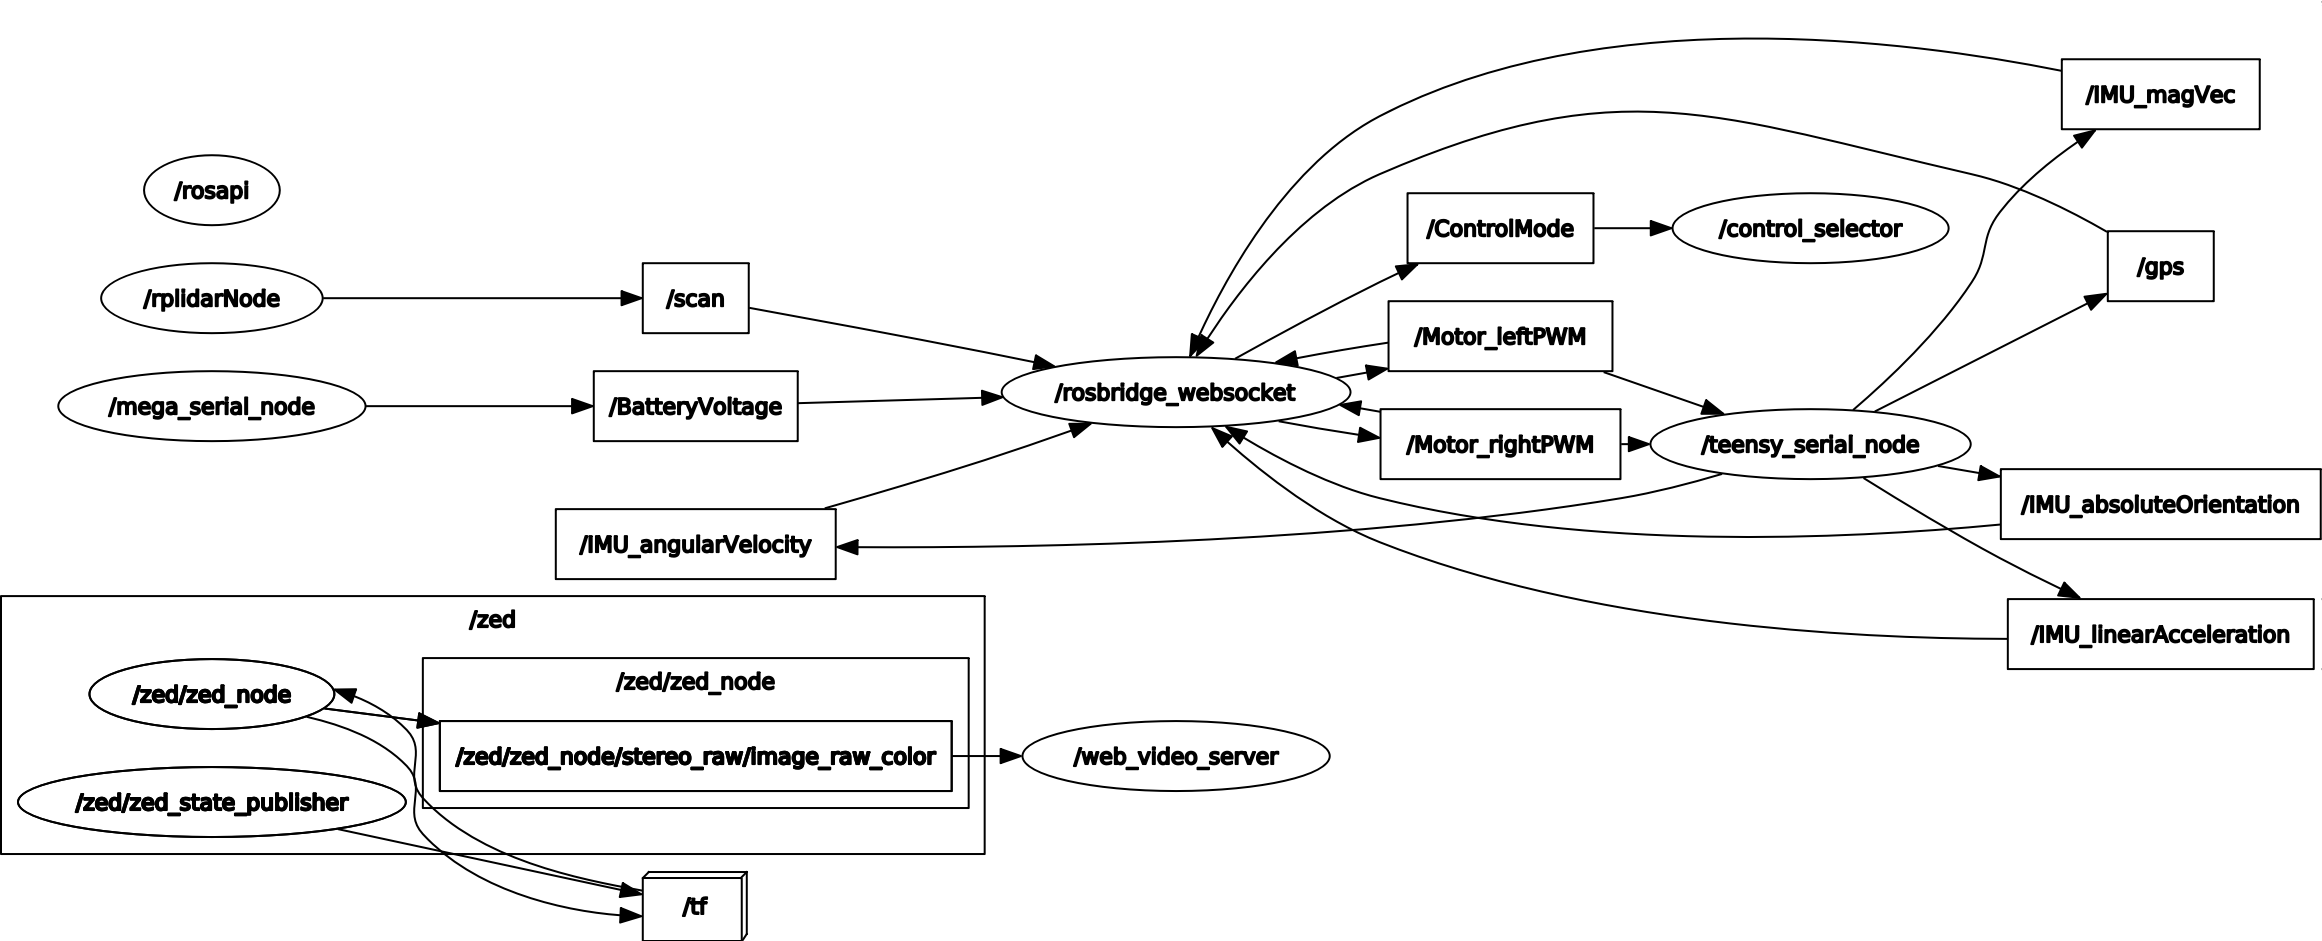 /IMU_magVec
/rosapi
/ControlMode
/control_selector
/gps
/rplidarNode
/scan
/Motor_leftPWM
/mega_serial_node
/BatteryVoltage
/rosbridge_websocket
/Motor_rightPWM
/teensy_serial_node
/IMU_absoluteOrientation
/IMU_angularVelocity
/IMU_linearAcceleration
/zed
/zed/zed_node
/zed/zed_node
/zed/zed_node/stereo_raw/image_raw_color
/web_video_server
/zed/zed_state_publisher
/tf